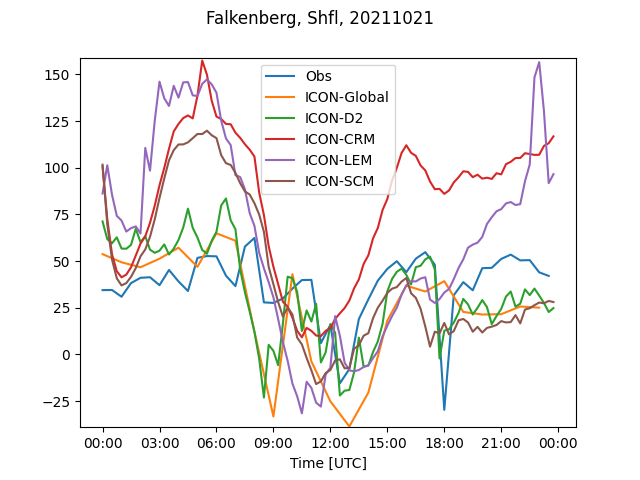 Falkenberg, Shfl, 20211021
150
125
100
75
50
25
0
−25
Obs
ICON-Global
ICON-D2
ICON-CRM
ICON-LEM
ICON-SCM
00:00 03:00 06:00 09:00 12:00 15:00 18:00 21:00 00:00
Time [UTC]